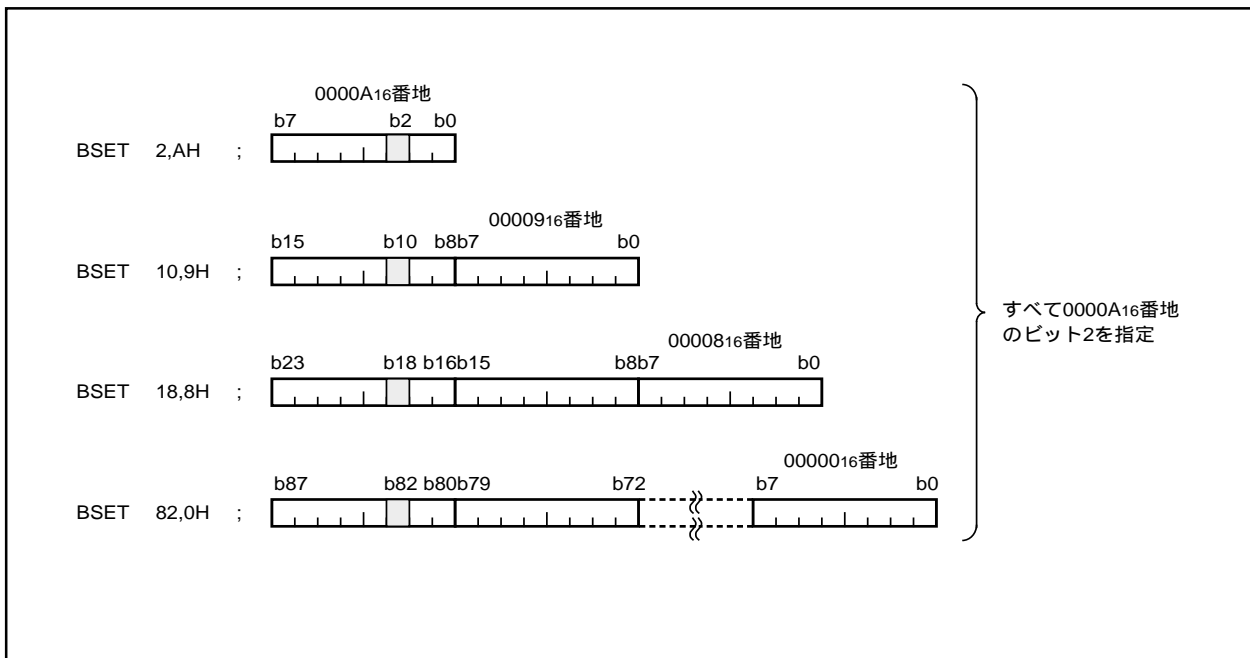 0000A16番地
b7 b2 b0
BSET 2,AH ;
000916番地
b15 b10 b8b7 b0
BSET 10,9H ;
0000816番地
b23 b18 b16b15 b8b7 b0
BSET 18,8H ;
0000016番地
b87 b82 b80b79 b72 b7 b0
BSET 82,0H ;
すべて0000A16番地
のビット2を指定